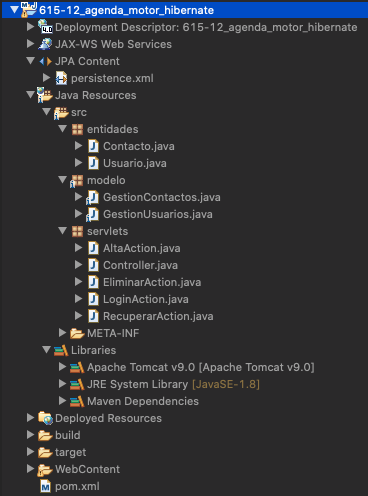 615-12_agenda_motor_hibernate
Deployment Descriptor: 615-12_agenda_motor_hibernate
JAX-WS Web Services
JPA Content
persistence.xml
Java Resources
src
entidades
Contacto.java
Usuario.java
modelo
GestionContactos.java
GestionUsuarios.java
servlets
AltaAction.java
Controller.java
EliminarAction.java
LoginAction.java
RecuperarAction.java
META-INF
Libraries
Apache Tomcat v9.0 [Apache Tomcat v9.0]
JRE System Library [JavaSE-1.8]
Maven Dependencies
Deployed Resources
build
target
WebContent
pom.xml